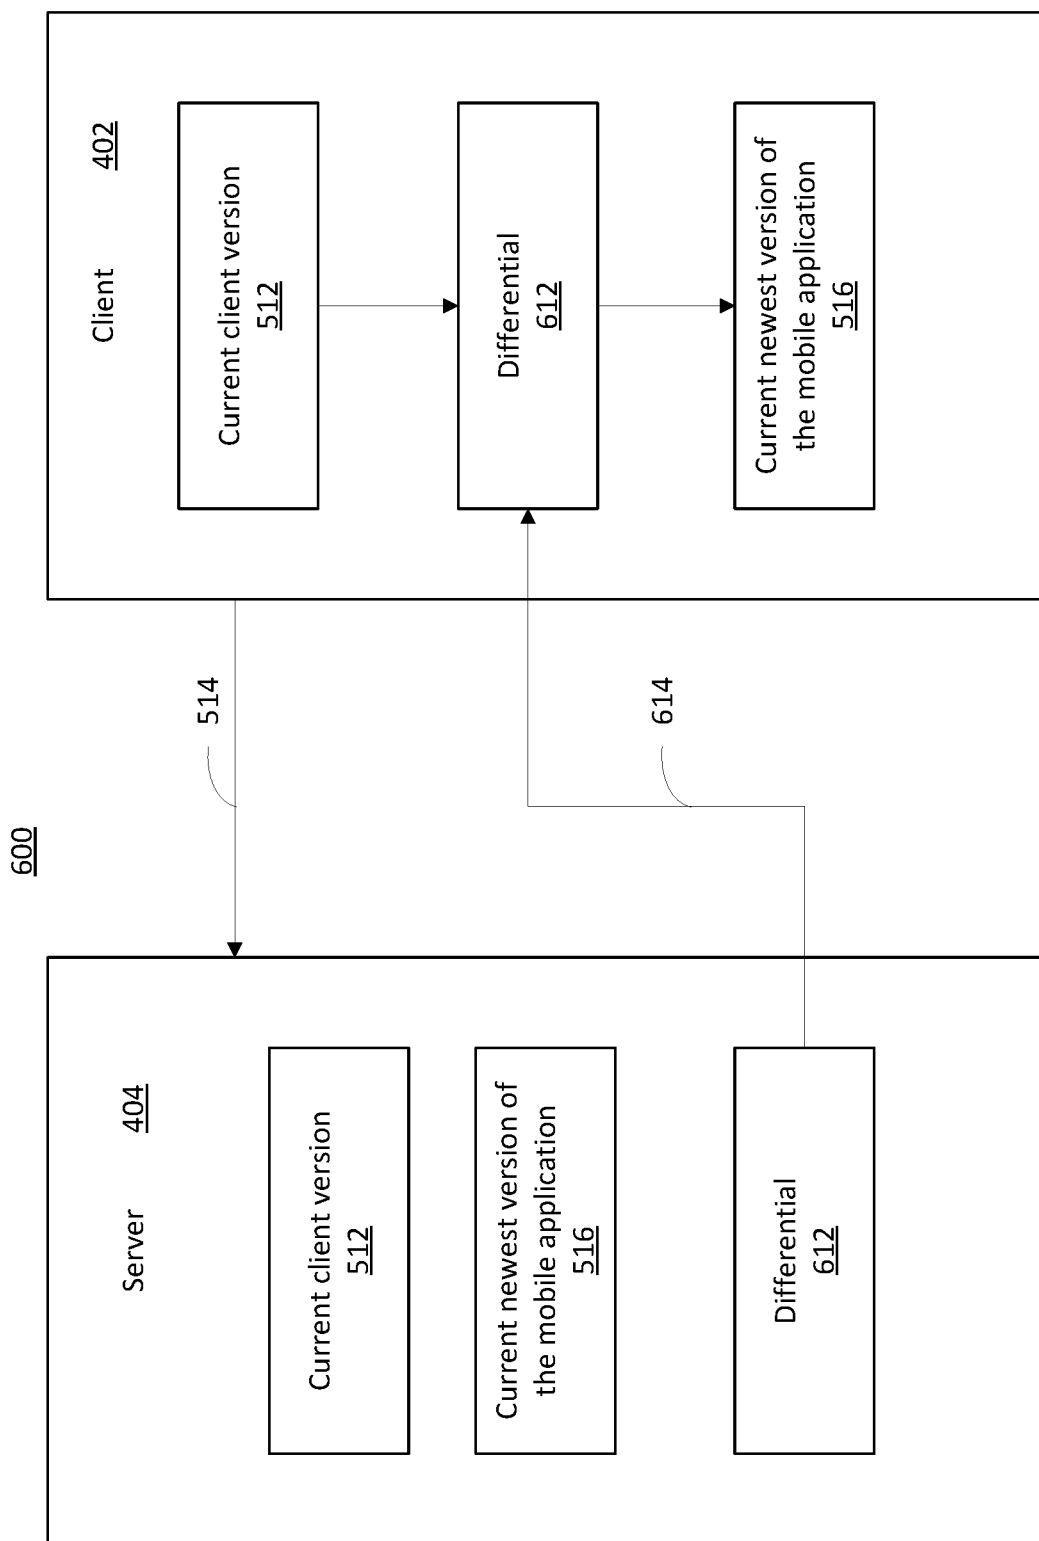 600
Server 404
Current client version
512
Current newest version of
the mobile application
516
Differential
612
514
614
Client 402
Current client version
512
Differential
612
Current newest version of
the mobile application
516